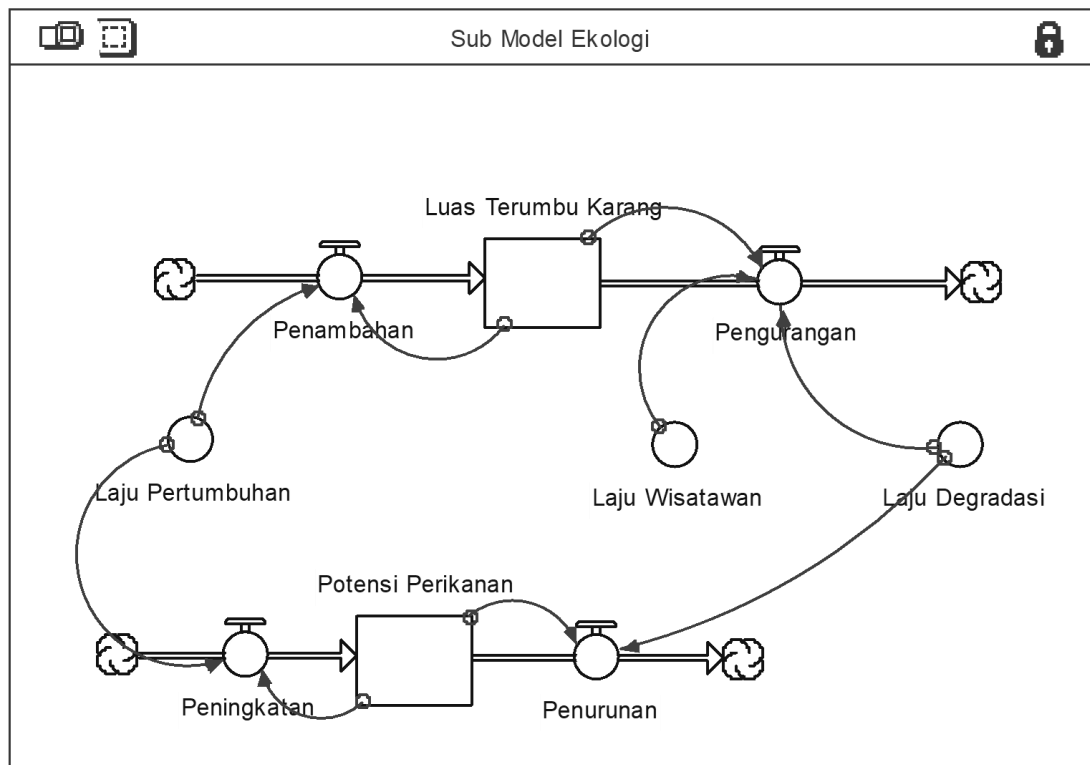 Sub Model Ekologi
Luas Terumbu Karang
Penambahan
Pengurangan
Laju Pertumbuhan
Laju Wisatawan
Laju Degradasi
Potensi Perikanan
Peningkatan
Penurunan